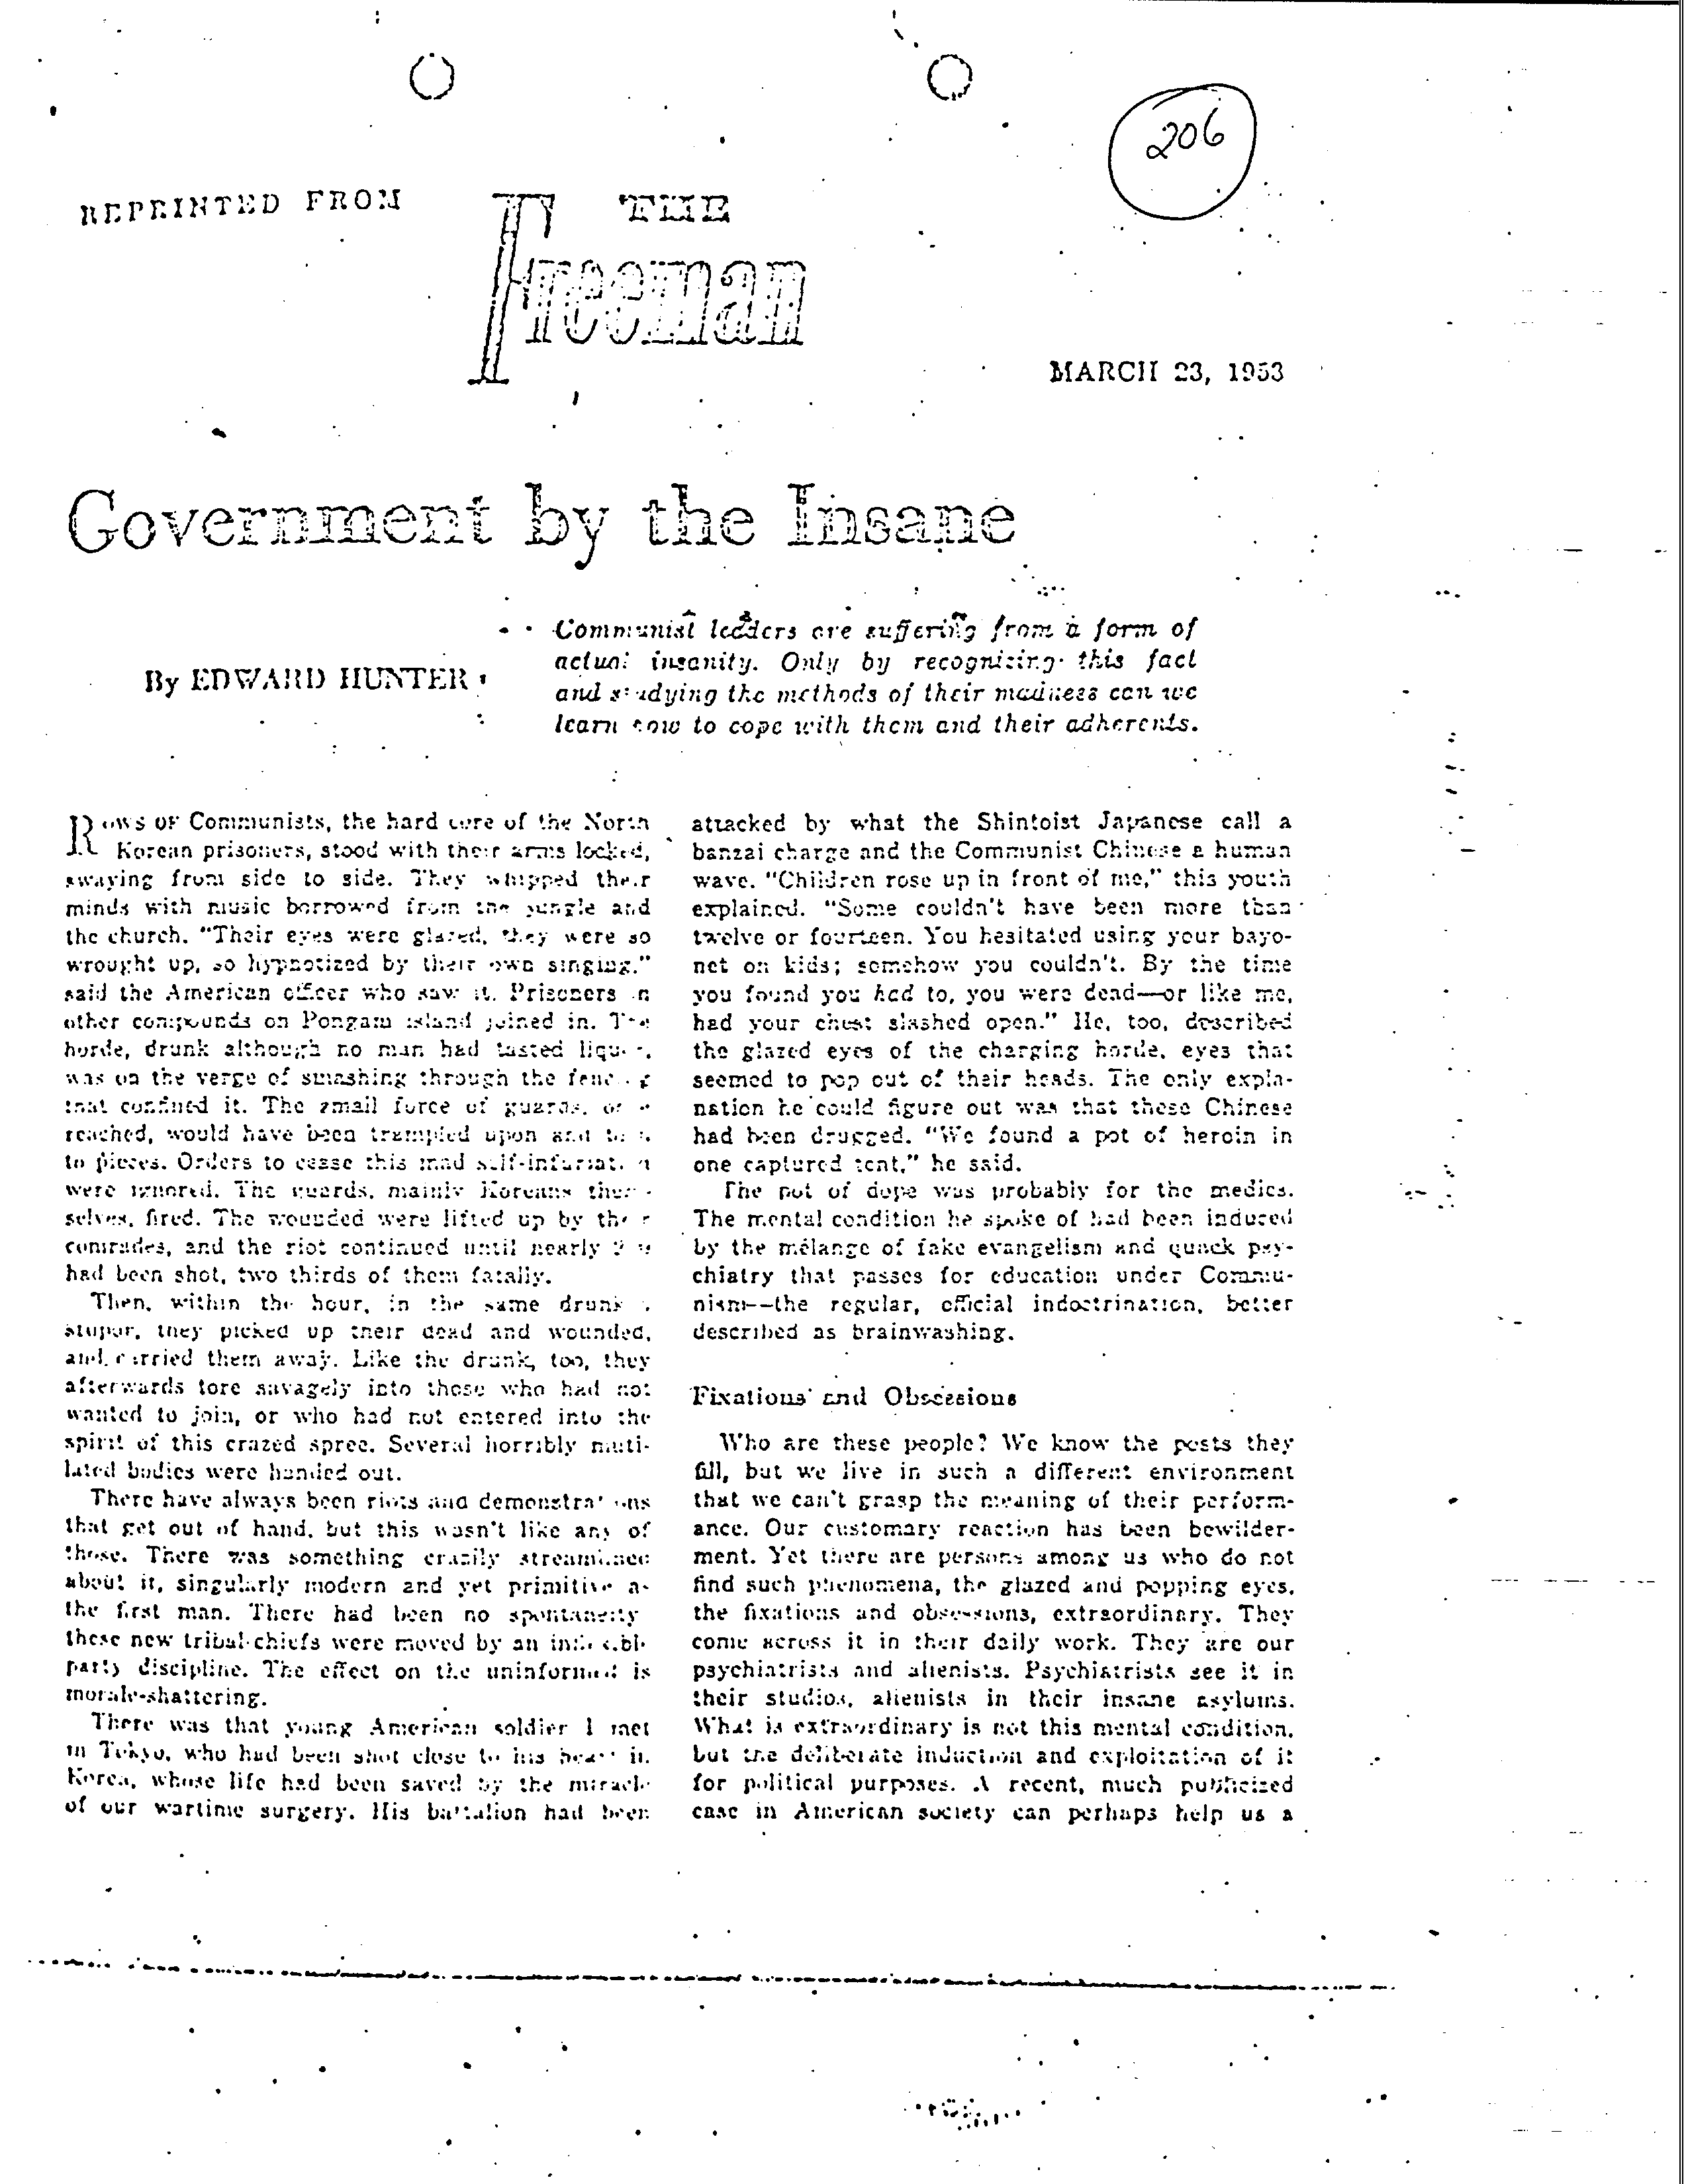 206
REPRINTED FROM
THE
Freeman
MARCH 23, 1953
Government by the Insane
By EDWARD HUNTER
Communist leaders are suffering from a form of
actual insanity. Only by recognizing this fact
and studying the methods of their madness can we
learn how to cope with them and their adherents.
ROWS OF Communists, the hard core of the North
Korean prisoners, stood with their arms locked,
swaying from side to side. They whipped their
minds with music borrowed from the jungle and
the church. "Their eyes were glazed, they were so
wrought up, so hypnotized by their own singing."
said the American officer who saw it. Prisoners in
other compounds on Pongam island joined in. The
horde, drunk although no man had tasted liquor,
was on the verge of smashing through the fencing
that confined it. The small force of guards, once
reached, would have been trampled upon and
to pieces. Orders to cease this mad self-infuriation
were ignored. The guards, mainly Koreans them-
selves, fired. The wounded were lifted up by their
comrades, and the riot continued until nearly
had been shot, two thirds of them fatally.
Then, within the hour, in the same drunken
stupor, they picked up their dead and wounded,
and carried them away. Like the drunk, too, they
afterwards tore savagely into those who had not
wanted to join, or who had not entered into the
spirit of this crazed spree. Several horribly muti-
lated bodies were handed out.
There have always been riots and demonstrations
that get out of hand, but this wasn't like any of
those. There was something crazily streamlined
about it, singularly modern and yet primitive as
the first man. There had been no spontaneity
these new tribal chiefs were moved by an inflexible
party discipline. The effect on the uninformed is
morale-shattering.
There was that young American soldier I met
in Tokyo, who had been shot close to his heart in
Korea, whose life had been saved by the miracle
of our wartime surgery. His battalion had been
attacked by what the Shintoist Japanese call a
banzai charge and the Communist Chinese a human
wave. "Children rose up in front of me," this youth
explained. "Some couldn't have been more than
twelve or fourteen. You hesitated using your bayo-
net on kids; somehow you couldn't. By the time
you found you had to, you were dead—or like me,
had your chest slashed open." He, too, described
the glazed eyes of the charging horde, eyes that
seemed to pop out of their heads. The only expla-
nation he could figure out was that these Chinese
had been drugged. "We found a pot of heroin in
one captured tent," he said.
The pot of dope was probably for the medics.
The mental condition he spoke of had been induced
by the mélange of fake evangelism and quack psy-
chiatry that passes for education under Commu-
nism--the regular, official indoctrination, better
described as brainwashing.
Fixations and Obsessions
Who are these people? We know the posts they
fill, but we live in such a different environment
that we can't grasp the meaning of their perform-
ance. Our customary reaction has been bewilder-
ment. Yet there are persons among us who do not
find such phenomena, the glazed and popping eyes,
the fixations and obsessions, extraordinary. They
come across it in their daily work. They are our
psychiatrists and alienists. Psychiatrists see it in
their studios, alienists in their insane asylums.
What is extraordinary is not this mental condition,
but the deliberate induction and exploitation of it
for political purposes. A recent, much publicized
case in American society can perhaps help us a